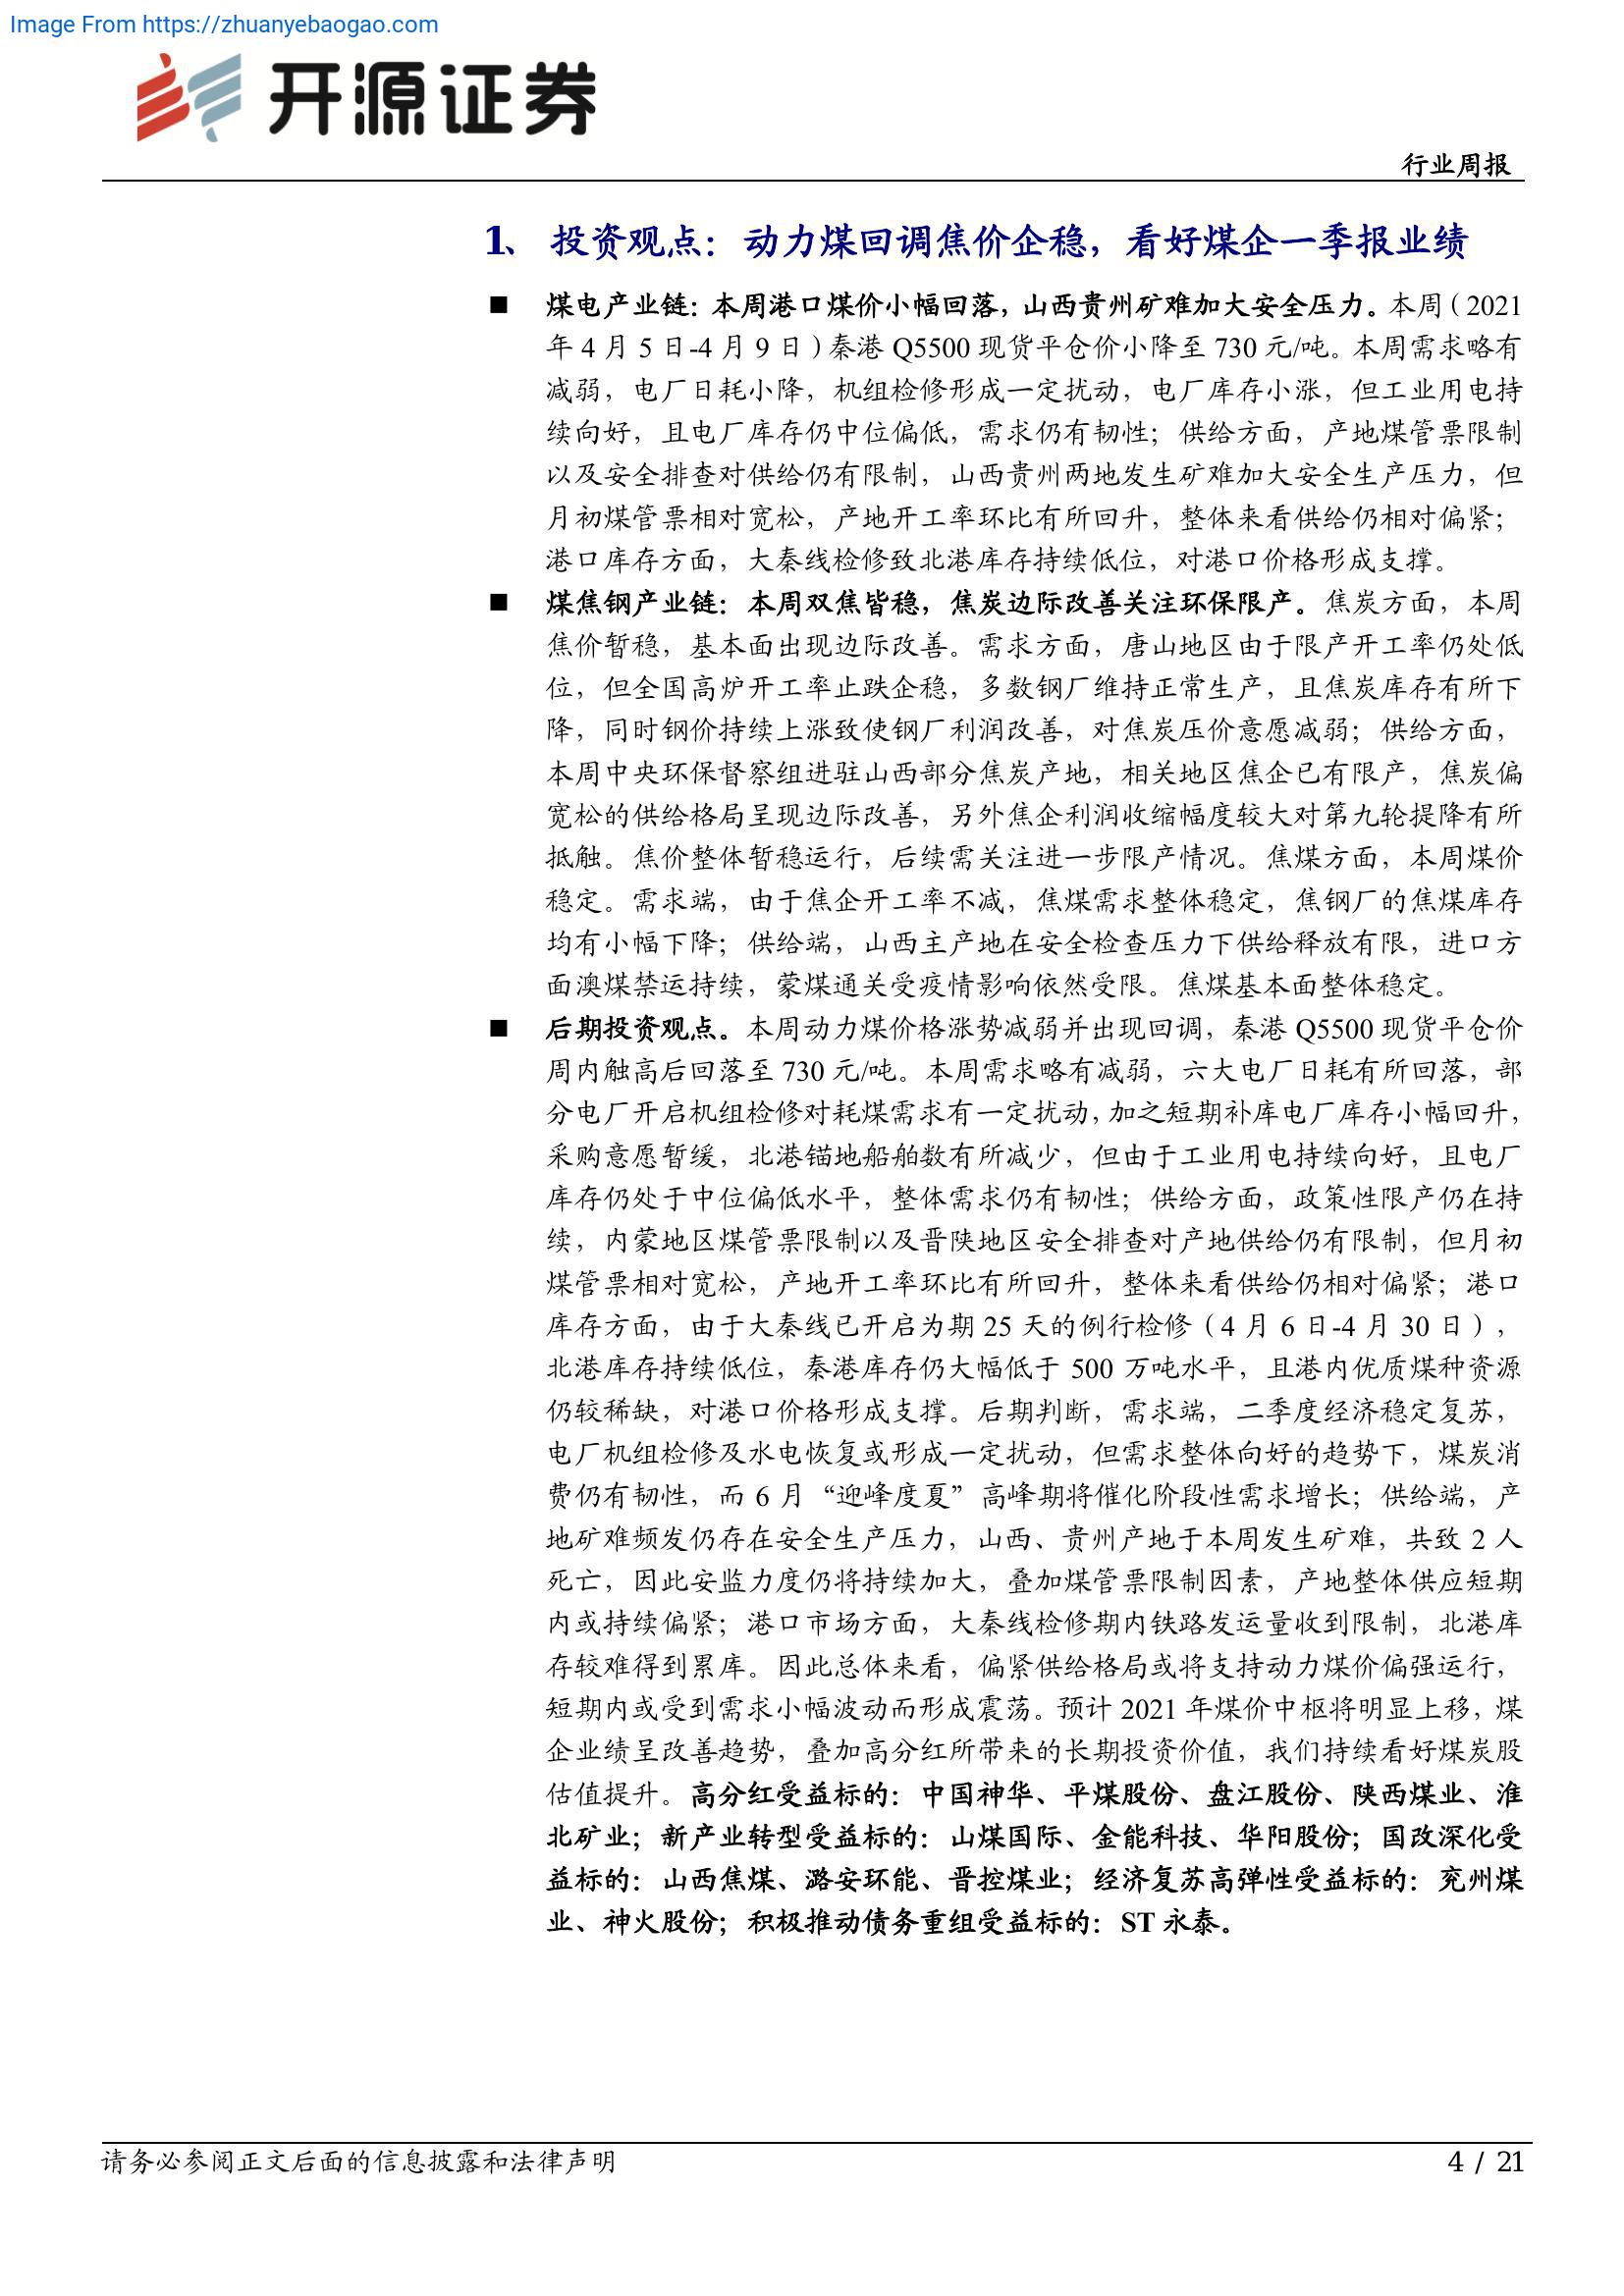 Image From https://zhuanyebaogao.com
开源证券
行业周报
1、 投资观点：动力煤回调焦价企稳，看好煤企一季报业绩
■ 煤电产业链：本周港口煤价小幅回落，山西贵州矿难加大安全压力。本周（2021
年 4 月 5 日-4 月 9 日）秦港 Q5500 现货平仓价小降至 730 元/吨。本周需求略有
减弱，电厂日耗小降，机组检修形成一定扰动，电厂库存小涨，但工业用电持
续向好，且电厂库存仍中位偏低，需求仍有韧性；供给方面，产地煤管票限制
以及安全排查对供给仍有限制，山西贵州两地发生矿难加大安全生产压力，但
月初煤管票相对宽松，产地开工率环比有所回升，整体来看供给仍相对偏紧；
港口库存方面，大秦线检修致北港库存持续低位，对港口价格形成支撑。
■ 煤焦钢产业链：本周双焦皆稳，焦炭边际改善关注环保限产。焦炭方面，本周
焦价暂稳，基本面出现边际改善。需求方面，唐山地区由于限产开工率仍处低
位，但全国高炉开工率止跌企稳，多数钢厂维持正常生产，且焦炭库存有所下
降，同时钢价持续上涨致使钢厂利润改善，对焦炭压价意愿减弱；供给方面，
本周中央环保督察组进驻山西部分焦炭产地，相关地区焦企已有限产，焦炭偏
宽松的供给格局呈现边际改善，另外焦企利润收缩幅度较大对第九轮提降有所
抵触。焦价整体暂稳运行，后续需关注进一步限产情况。焦煤方面，本周煤价
稳定。需求端，由于焦企开工率不减，焦煤需求整体稳定，焦钢厂的焦煤库存
均有小幅下降；供给端，山西主产地在安全检查压力下供给释放有限，进口方
面澳煤禁运持续，蒙煤通关受疫情影响依然受限。焦煤基本面整体稳定。
■ 后期投资观点。本周动力煤价格涨势减弱并出现回调，秦港 Q5500 现货平仓价
周内触高后回落至 730 元/吨。本周需求略有减弱，六大电厂日耗有所回落，部
分电厂开启机组检修对耗煤需求有一定扰动，加之短期补库电厂库存小幅回升，
采购意愿暂缓，北港锚地船舶数有所减少，但由于工业用电持续向好，且电厂
库存仍处于中位偏低水平，整体需求仍有韧性；供给方面，政策性限产仍在持
续，内蒙地区煤管票限制以及晋陕地区安全排查对产地供给仍有限制，但月初
煤管票相对宽松，产地开工率环比有所回升，整体来看供给仍相对偏紧；港口
库存方面，由于大秦线已开启为期 25 天的例行检修（4 月 6 日-4 月 30 日），
北港库存持续低位，秦港库存仍大幅低于 500 万吨水平，且港内优质煤种资源
仍较稀缺，对港口价格形成支撑。后期判断，需求端，二季度经济稳定复苏，
电厂机组检修及水电恢复或形成一定扰动，但需求整体向好的趋势下，煤炭消
费仍有韧性，而 6 月“迎峰度夏”高峰期将催化阶段性需求增长；供给端，产
地矿难频发仍存在安全生产压力，山西、贵州产地于本周发生矿难，共致 2 人
死亡，因此安监力度仍将持续加大，叠加煤管票限制因素，产地整体供应短期
内或持续偏紧；港口市场方面，大秦线检修期内铁路发运量收到限制，北港库
存较难得到累库。因此总体来看，偏紧供给格局或将支持动力煤价偏强运行，
短期内或受到需求小幅波动而形成震荡。预计 2021 年煤价中枢将明显上移，煤
企业绩呈改善趋势，叠加高分红所带来的长期投资价值，我们持续看好煤炭股
估值提升。高分红受益标的：中国神华、平煤股份、盘江股份、陕西煤业、淮
北矿业；新产业转型受益标的：山煤国际、金能科技、华阳股份；国改深化受
益标的：山西焦煤、潞安环能、晋控煤业；经济复苏高弹性受益标的：兖州煤
业、神火股份；积极推动债务重组受益标的：ST 永泰。
请务必参阅正文后面的信息披露和法律声明
4 / 21